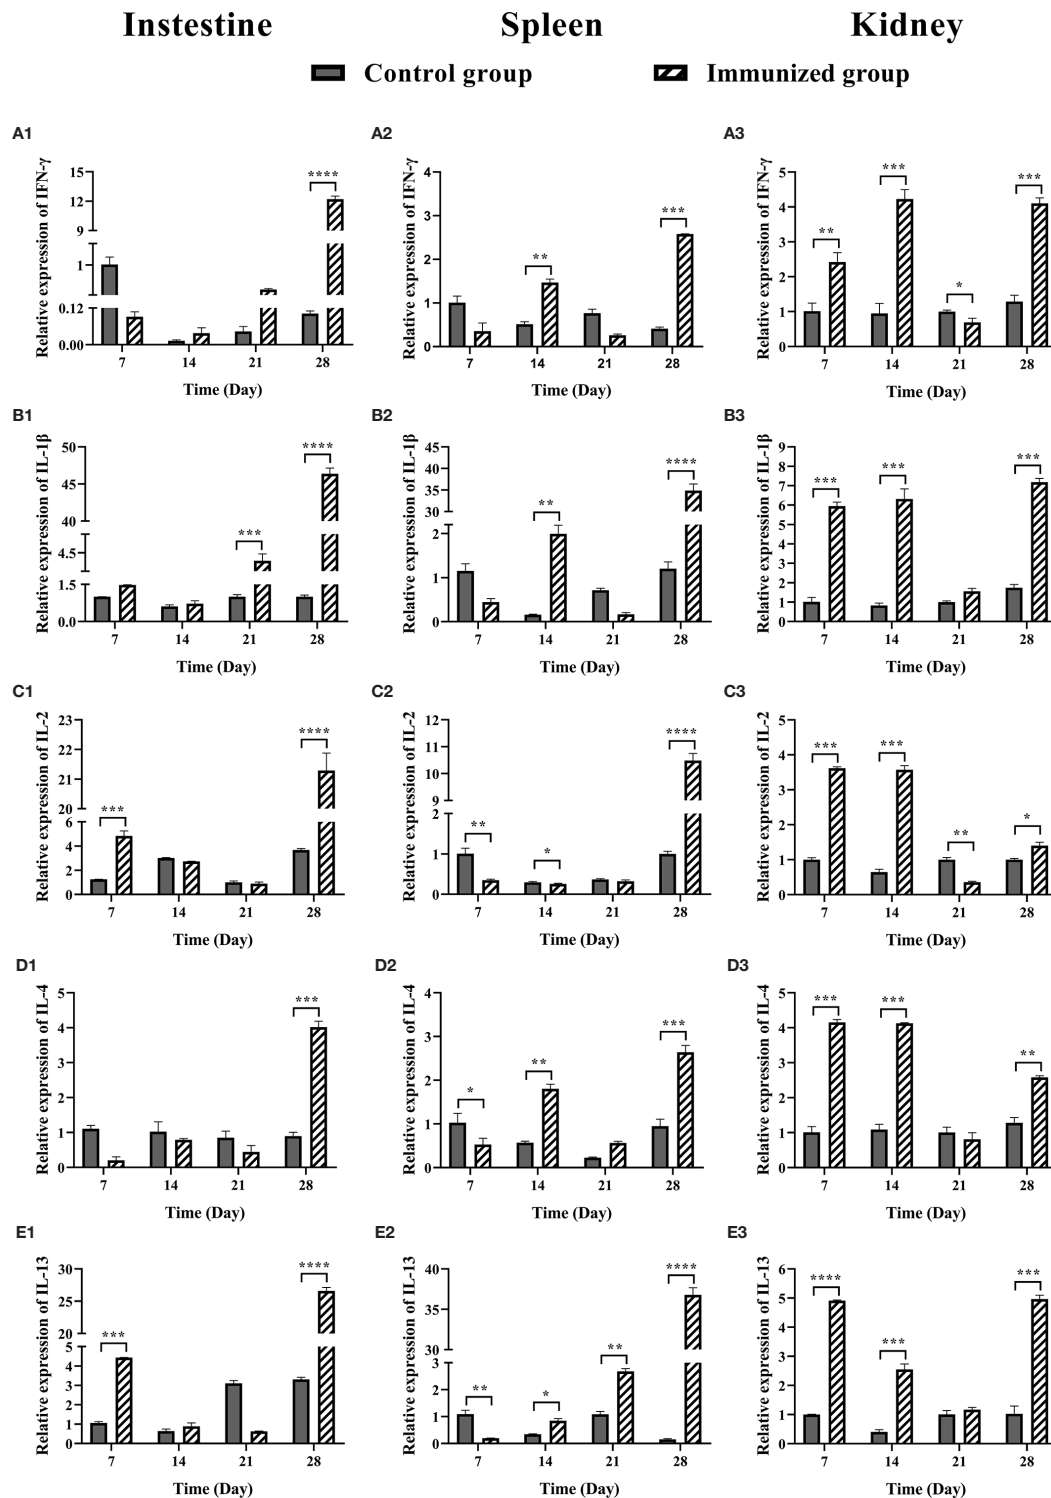 Instestine Spleen Kidney
Control group Immunized group
A1 A2 A3
Relative expression of IFN-γ
15
12
9
1
0.12
0.00
****
7 14 21 28
Time (Day)
Relative expression of IFN-γ
4
3
2
1
0
** ***
7 14 21 28
Time (Day)
Relative expression of IFN-γ
5
4
3
2
1
0
** *** * ***
7 14 21 28
Time (Day)
B1 B2 B3
Relative expression of IL-1β
50
45
40
4.5
1.5
0.0
*** ****
7 14 21 28
Time (Day)
Relative expression of IL-1β
45
40
35
30
2
1
0
** ****
7 14 21 28
Time (Day)
Relative expression of IL-1β
9
8
7
6
5
4
3
2
1
0
*** *** ***
7 14 21 28
Time (Day)
C1 C2 C3
Relative expression of IL-2
23
22
21
20
6
4
2
0
*** ****
7 14 21 28
Time (Day)
Relative expression of IL-2
12
11
10
9
2
1
0
** * ****
7 14 21 28
Time (Day)
Relative expression of IL-2
5
4
3
2
1
0
*** *** ** *
7 14 21 28
Time (Day)
D1 D2 D3
Relative expression of IL-4
5
4
3
2
1
0
***
7 14 21 28
Time (Day)
Relative expression of IL-4
4
3
2
1
0
* ** ***
7 14 21 28
Time (Day)
Relative expression of IL-4
5
4
3
2
1
0
*** *** **
7 14 21 28
Time (Day)
E1 E2 E3
Relative expression of IL-13
30
25
20
5
4
3
2
1
0
*** ****
7 14 21 28
Time (Day)
Relative expression of IL-13
40
35
30
3
2
1
0
** * ** ****
7 14 21 28
Time (Day)
Relative expression of IL-13
6
5
4
3
2
1
0
**** *** ***
7 14 21 28
Time (Day)